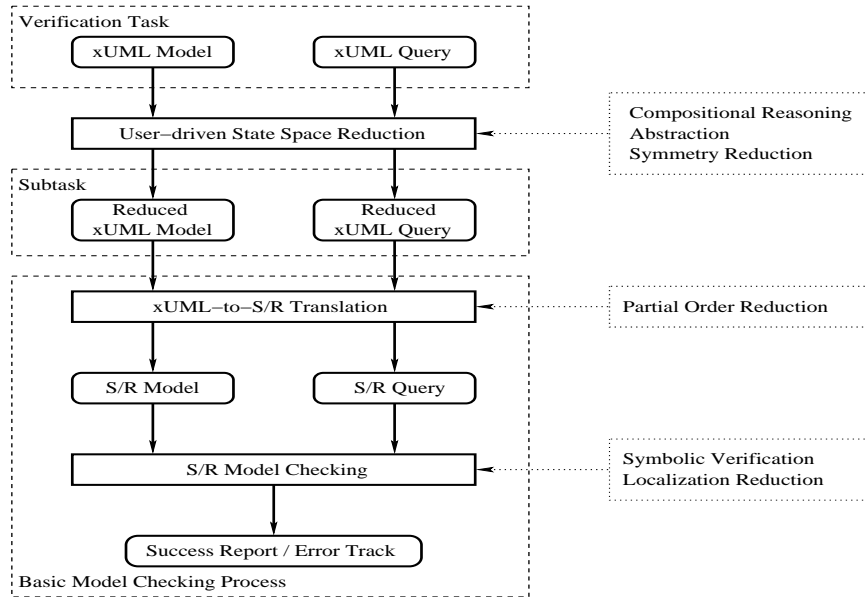 Verification Task
xUML Model
xUML Query
User−driven State Space Reduction
Compositional Reasoning
Abstraction
Symmetry Reduction
Subtask
Reduced
xUML Model
Reduced
xUML Query
xUML−to−S/R Translation
Partial Order Reduction
S/R Model
S/R Query
S/R Model Checking
Symbolic Verification
Localization Reduction
Success Report / Error Track
Basic Model Checking Process